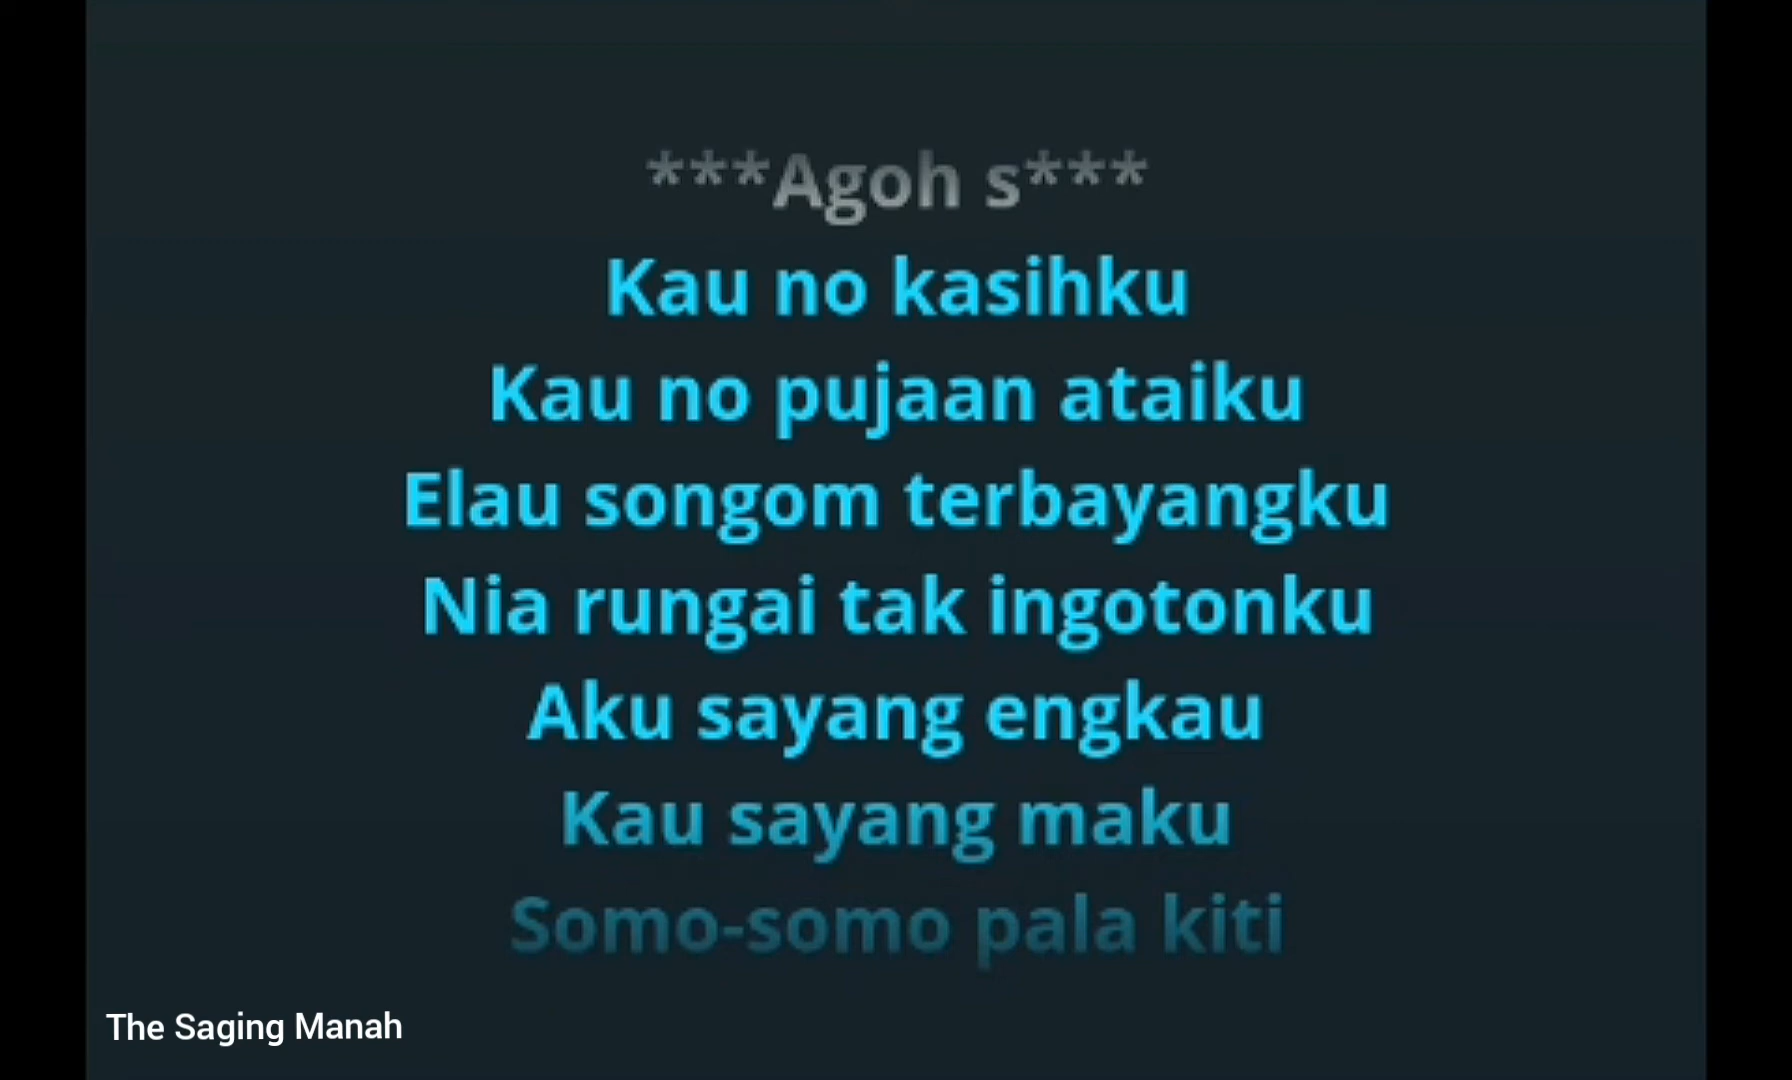 ***Agoh s***
Kau no kasihku
Kau no pujaan ataiku
Elau songom terbayangku
Nia rungai tak ingotonku
Aku sayang engkau
Kau sayang maku
Somo-somo pala kiti
The Saging Manah